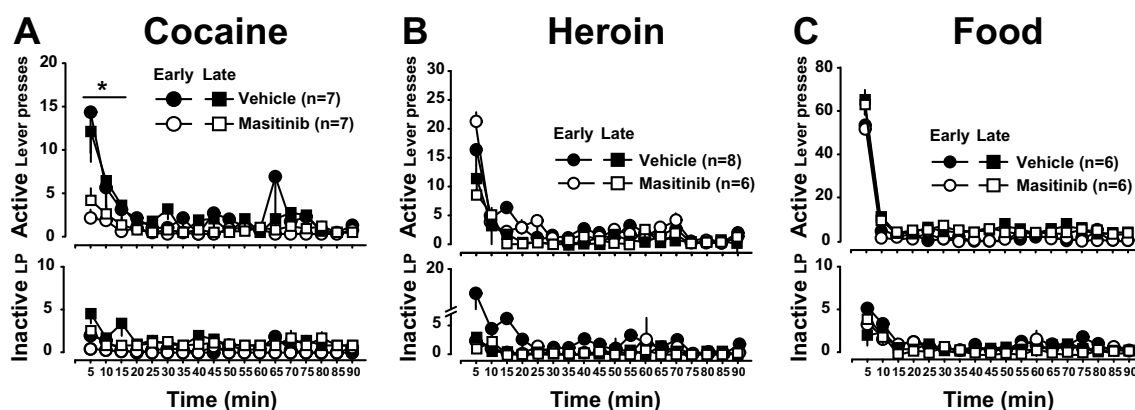 A Cocaine
B Heroin
C Food
Active Lever presses
20
15
10
5
0
*
Early Late
Vehicle (n=7)
Masitinib (n=7)
Inactive LP
10
5
0
5 10 15 20 25 30 35 40 45 50 55 60 65 70 75 80 85 90
Time (min)
Active Lever presses
30
25
20
15
10
5
0
Early Late
Vehicle (n=8)
Masitinib (n=6)
Inactive LP
20
5
0
5 10 15 20 25 30 35 40 45 50 55 60 65 70 75 80 85 90
Time (min)
Active Lever presses
80
60
40
20
0
Early Late
Vehicle (n=6)
Masitinib (n=6)
Inactive LP
10
5
0
5 10 15 20 25 30 35 40 45 50 55 60 65 70 75 80 85 90
Time (min)